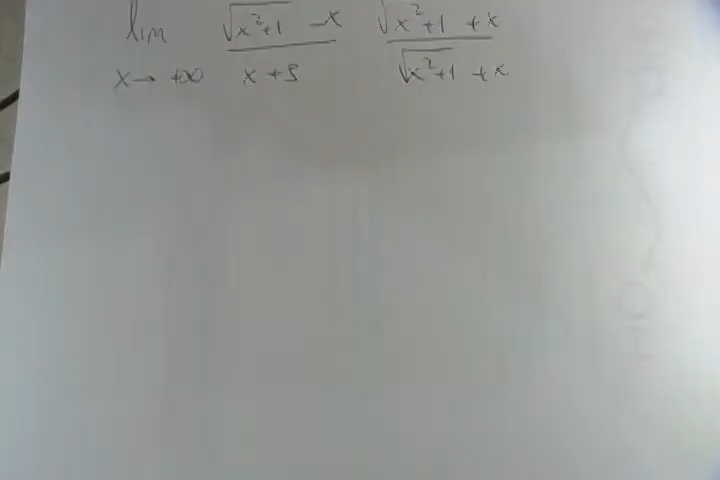 lim √x²+1 -x / x+5 √x²+1 +x / √x²+1 +x
x→ +∞